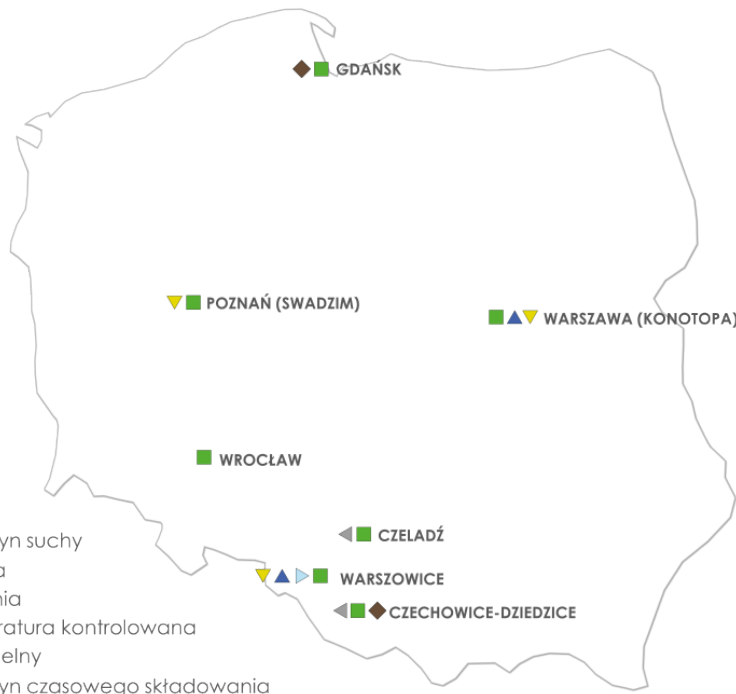 GDAŃSK
POZNAŃ (SWADZIM)
WARSZAWA (KONOTOPA)
WROCŁAW
CZELADŹ
WARSZOWICE
CZECHOWICE-DZIEDZICE
yn suchy
a
nia
ratura kontrolowana
elny
yn czasowego składowania